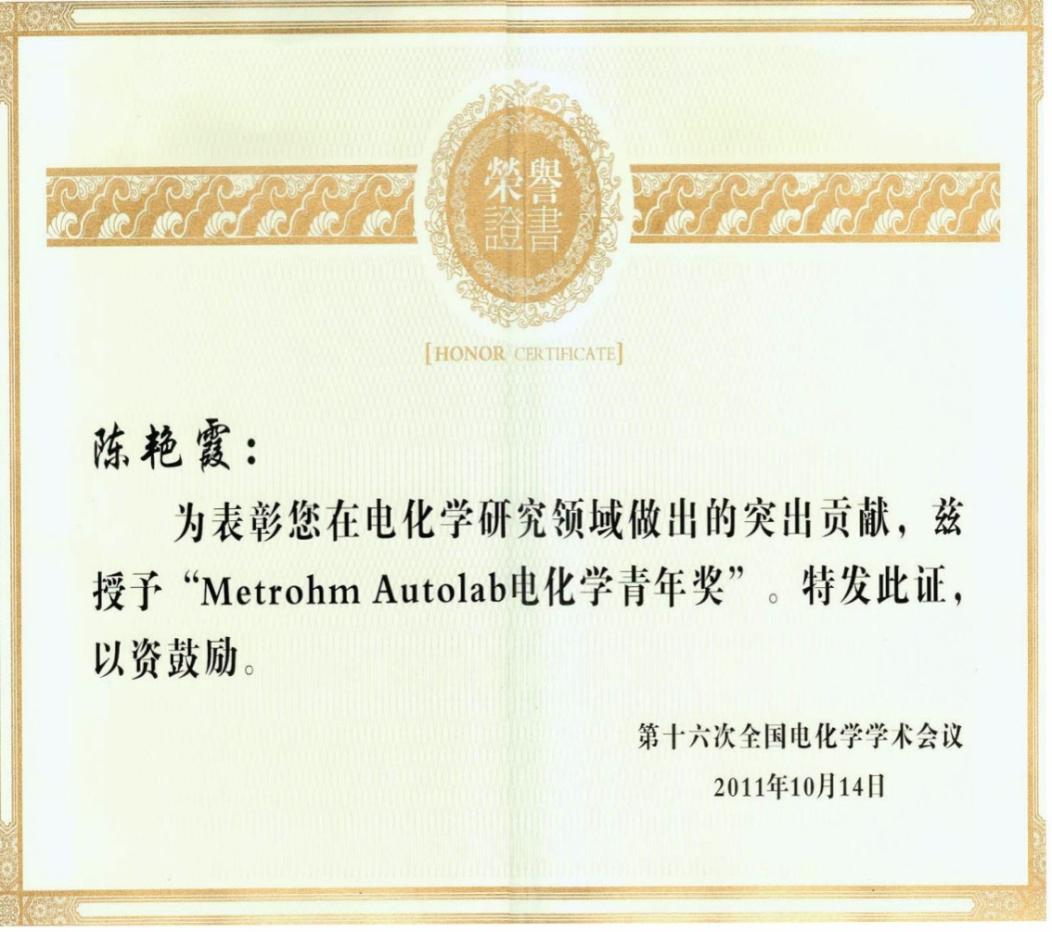 榮譽
證書
[HONOR CERTIFICATE]
陈艳霞：
为表彰您在电化学研究领域做出的突出贡献，兹
授予“Metrohm Autolab电化学青年奖”。特发此证，
以资鼓励。
第十六次全国电化学学术会议
2011年10月14日